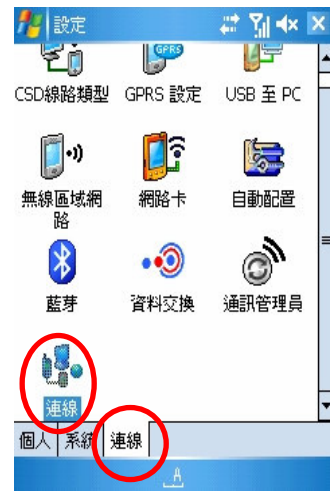 設定
GPRS
CSD線路類型 GPRS 設定 USB 至 PC
無線區域網路 網路卡 自動配置
藍芽 資料交換 通訊管理員
連線
個人 系統 連線